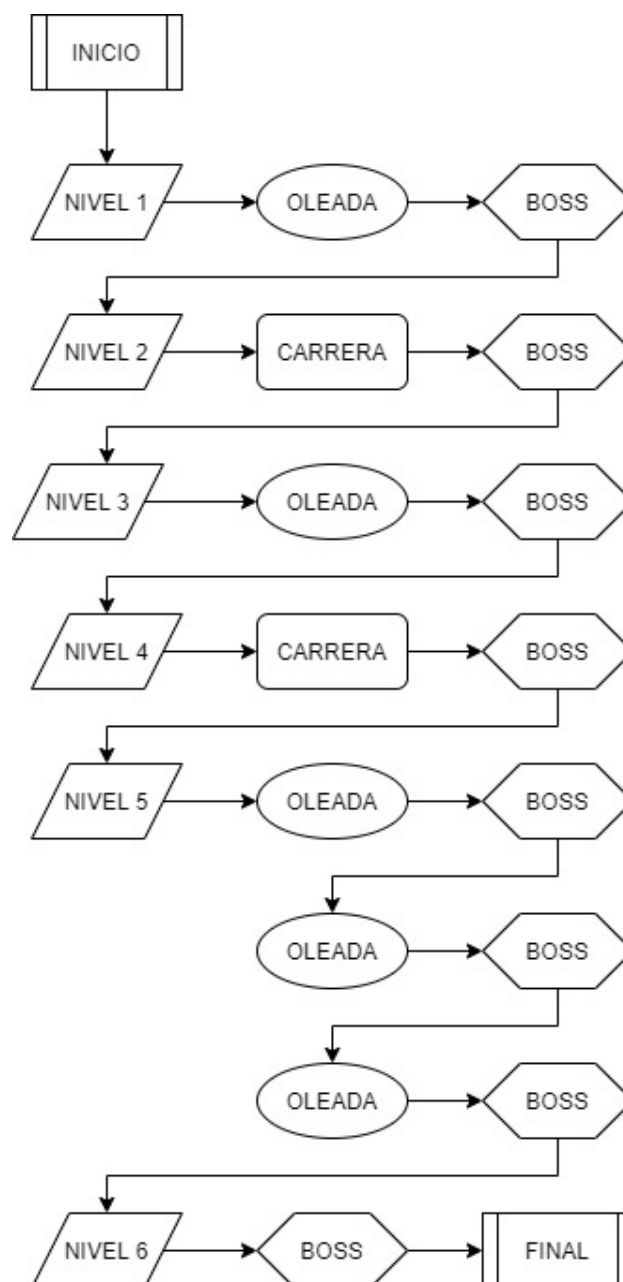 INICIO
NIVEL 1 OLEADA BOSS
NIVEL 2 CARRERA BOSS
NIVEL 3 OLEADA BOSS
NIVEL 4 CARRERA BOSS
NIVEL 5 OLEADA BOSS
OLEADA BOSS
OLEADA BOSS
NIVEL 6 BOSS FINAL